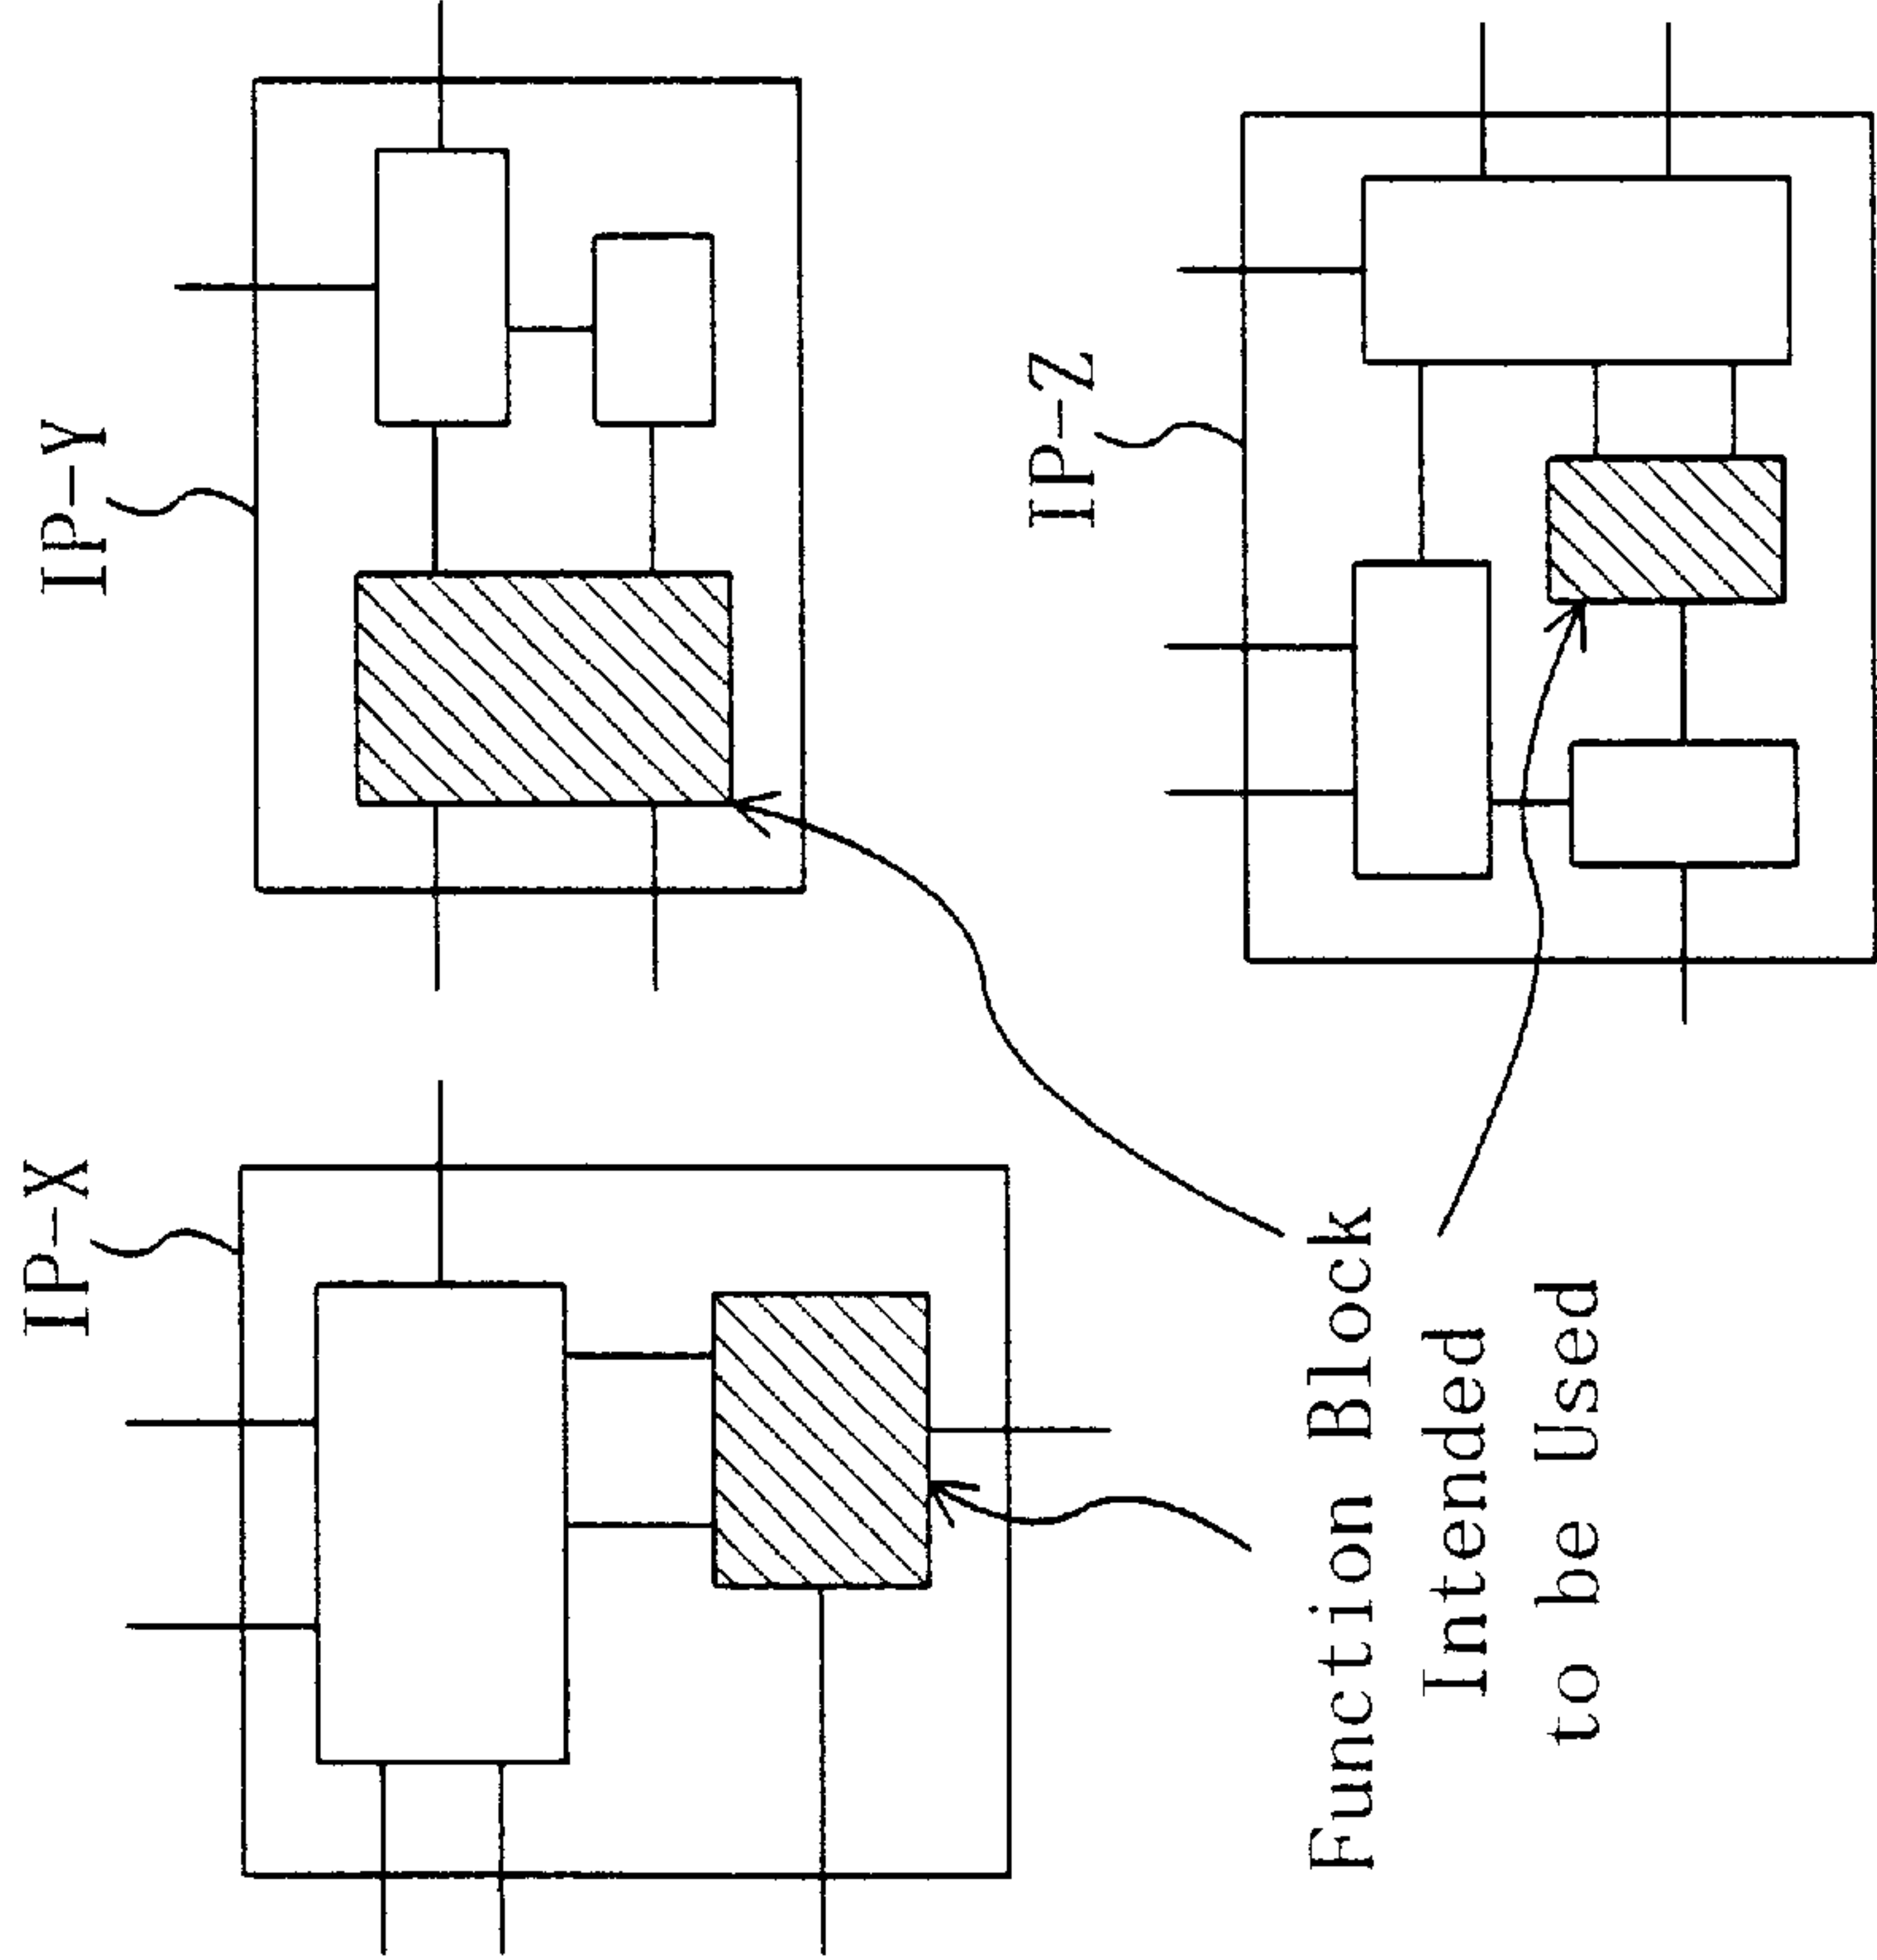 IP-X
IP-Y
IP-Z
Function Block
Intended
to be Used